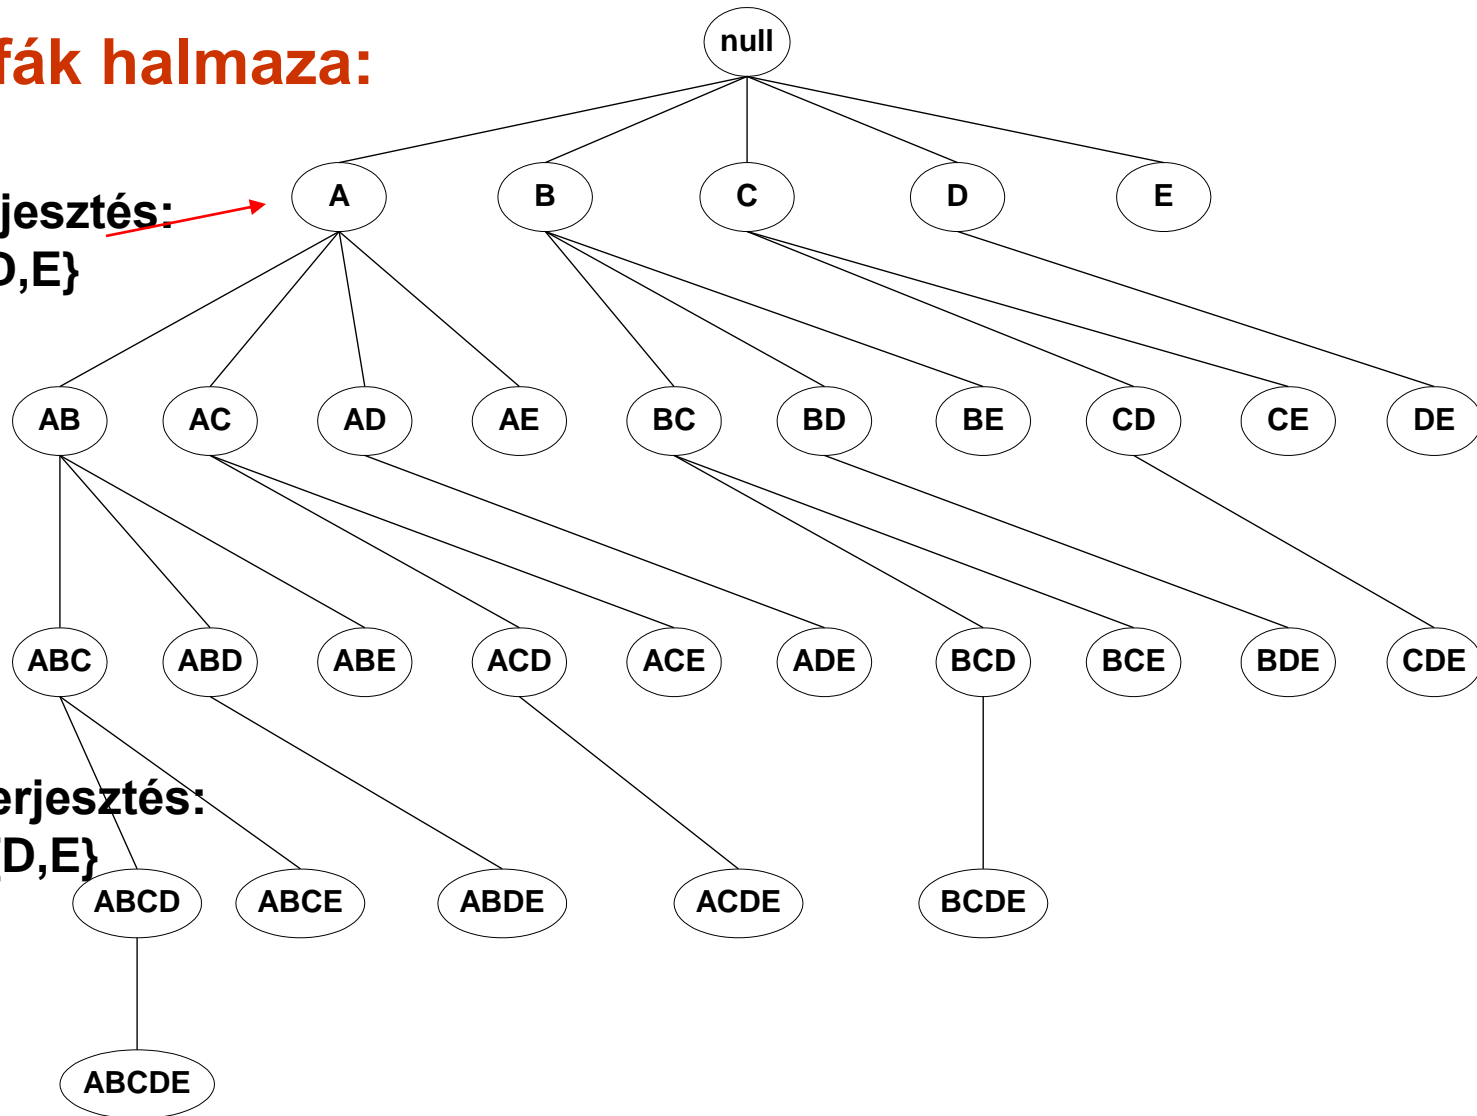 fák halmaza:
null
A B C D E
jesztés:
D,E}
AB AC AD AE BC BD BE CD CE DE
ABC ABD ABE ACD ACE ADE BCD BCE BDE CDE
erjesztés:
{D,E}
ABCD ABCE ABDE ACDE BCDE
ABCDE